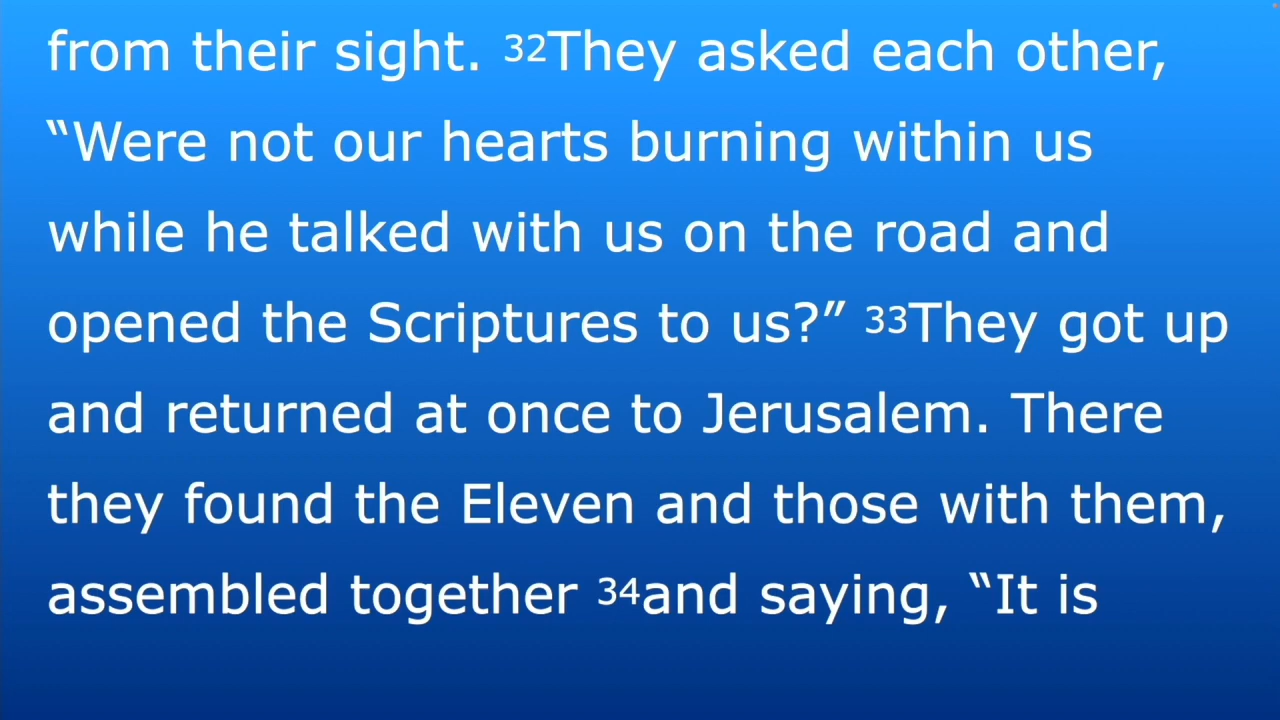 from their sight. 32They asked each other,
“Were not our hearts burning within us
while he talked with us on the road and
opened the Scriptures to us?” 33They got up
and returned at once to Jerusalem. There
they found the Eleven and those with them,
assembled together 34and saying, “It is